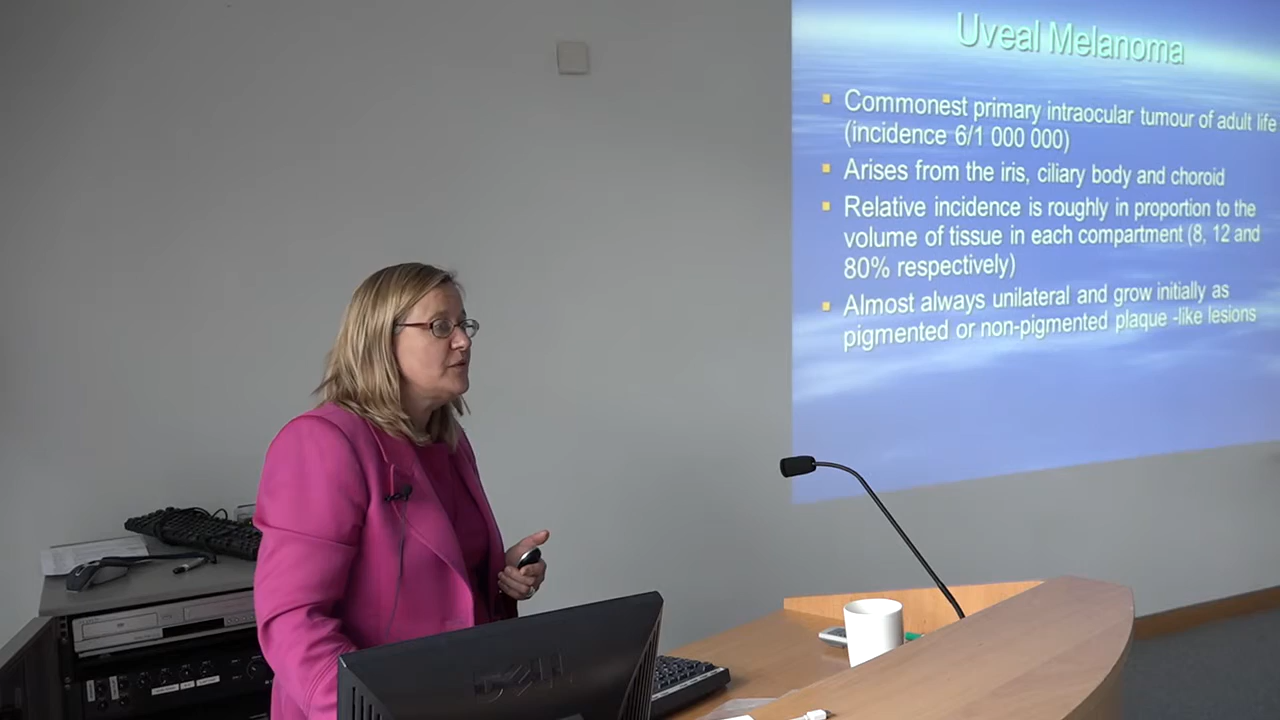 Uveal Melanoma
Commonest primary intraocular tumour of adult life
(incidence 6/1 000 000)
Arises from the iris, ciliary body and choroid
Relative incidence is roughly in proportion to the
volume of tissue in each compartment (8, 12 and
80% respectively)
Almost always unilateral and grow initially as
pigmented or non-pigmented plaque -like lesions
DELL